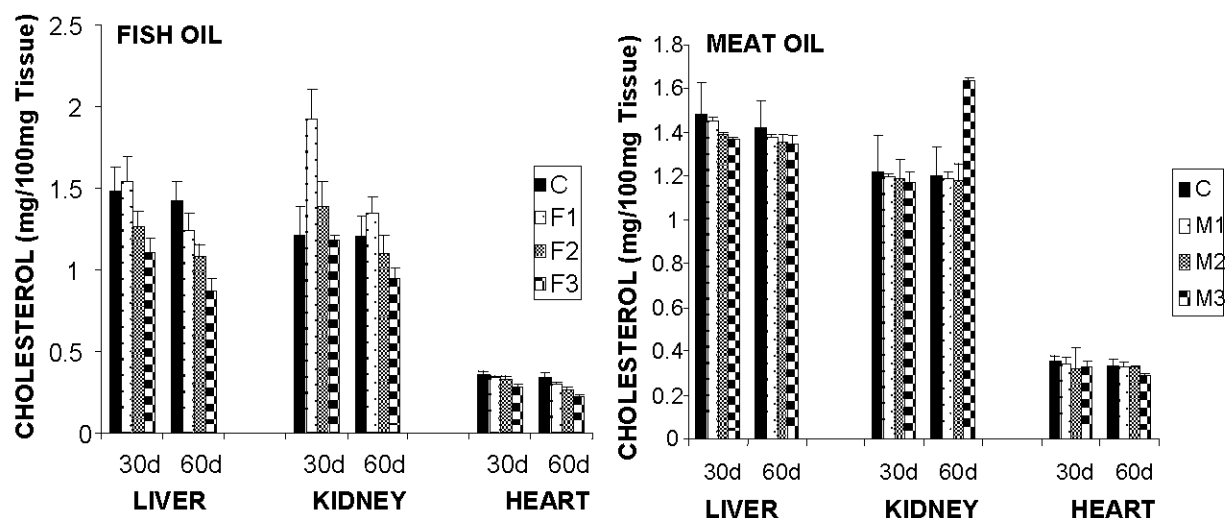 FISH OIL
CHOLESTEROL (mg/100mg Tissue)
2.5
2
1.5
1
0.5
0
30d 60d 30d 60d 30d 60d
LIVER KIDNEY HEART
C
F1
F2
F3
MEAT OIL
CHOLESTEROL (mg/100mg Tissue)
1.8
1.6
1.4
1.2
1
0.8
0.6
0.4
0.2
0
30d 60d 30d 60d 30d 60d
LIVER KIDNEY HEART
C
M1
M2
M3